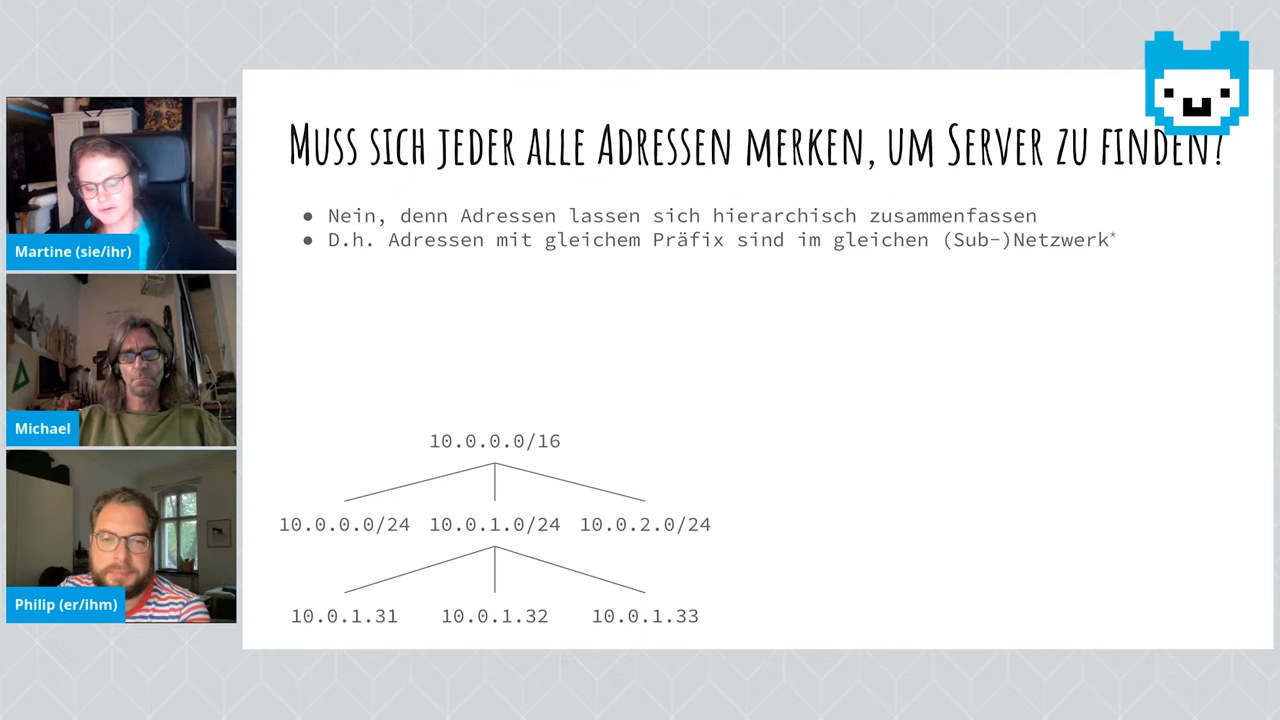 Muss sich jeder alle Adressen merken, um Server zu finden?
● Nein, denn Adressen lassen sich hierarchisch zusammenfassen
● D.h. Adressen mit gleichem Präfix sind im gleichen (Sub-)Netzwerk*
Martine (sie/ihr)
Michael
Philip (er/ihm)
10.0.0.0/16
10.0.0.0/24 10.0.1.0/24 10.0.2.0/24
10.0.1.31 10.0.1.32 10.0.1.33